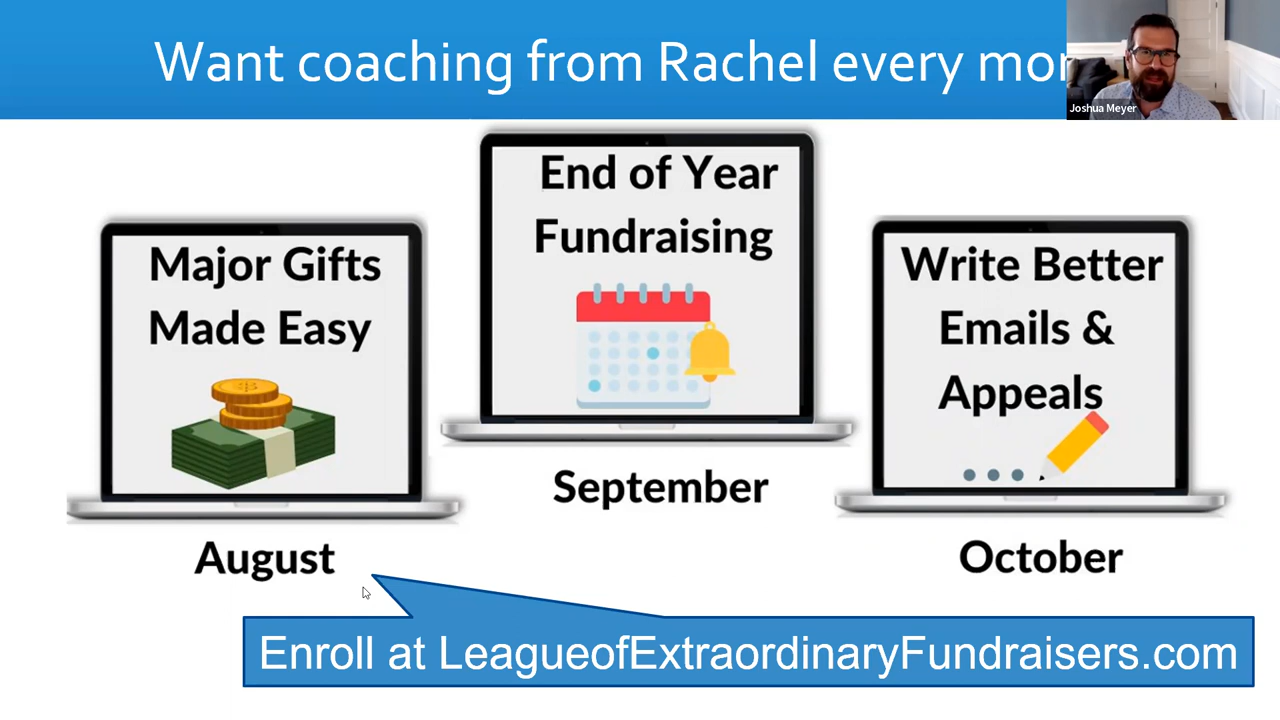 Want coaching from Rachel every
Joshua Meyer
End of Year
Fundraising
Major Gifts
Made Easy
Write Better
Emails &
Appeals
September
August
October
Enroll at LeagueofExtraordinaryFundraisers.com